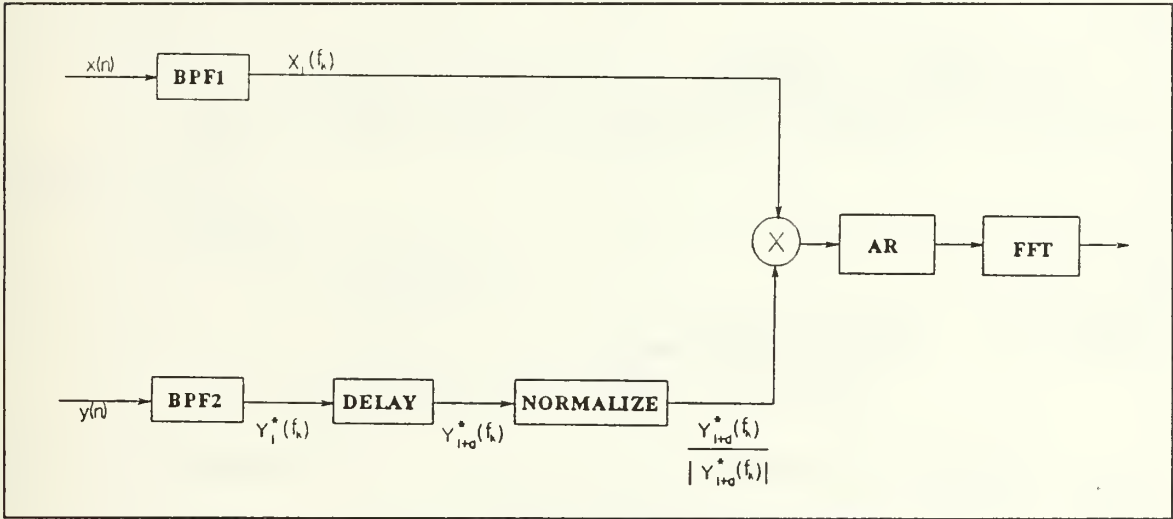 x(n)
BPF1
X_i(f_k)
X
AR
FFT
y(n)
BPF2
Y*_i(f_k)
DELAY
Y*_{i+a}(f_k)
NORMALIZE
Y*_{i+a}(f_k)
|Y*_{i+a}(f_k)|